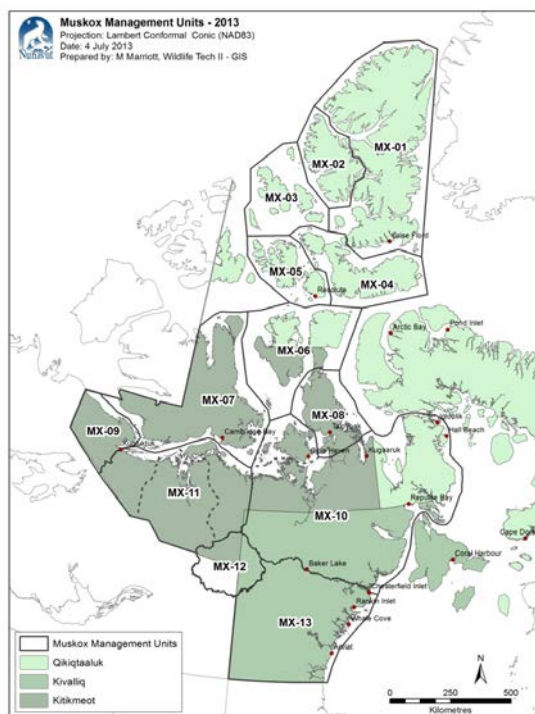 Muskox Management Units - 2013
Projection: Lambert Conformal Conic (NAD83)
Date: 4 July 2013
Prepared by: M Marriott, Wildlife Tech II - GIS
Nunavut
MX-01
MX-02
MX-03
Grise Fiord
MX-05
MX-04
Resolute
Arctic Bay
Pond Inlet
MX-06
MX-07
MX-08
MX-09
Cambridge Bay
Igloolik
Hall Beach
Kugaaruk
MX-11
Repulse Bay
MX-10
Cape Dorset
MX-12
Baker Lake
Coral Harbour
Chesterfield Inlet
Rankin Inlet
MX-13
Whale Cove
Arviat
Muskox Management Units
Qikiqtaaluk
Kivalliq
Kitikmeot
N
0
250
500
Kilometres